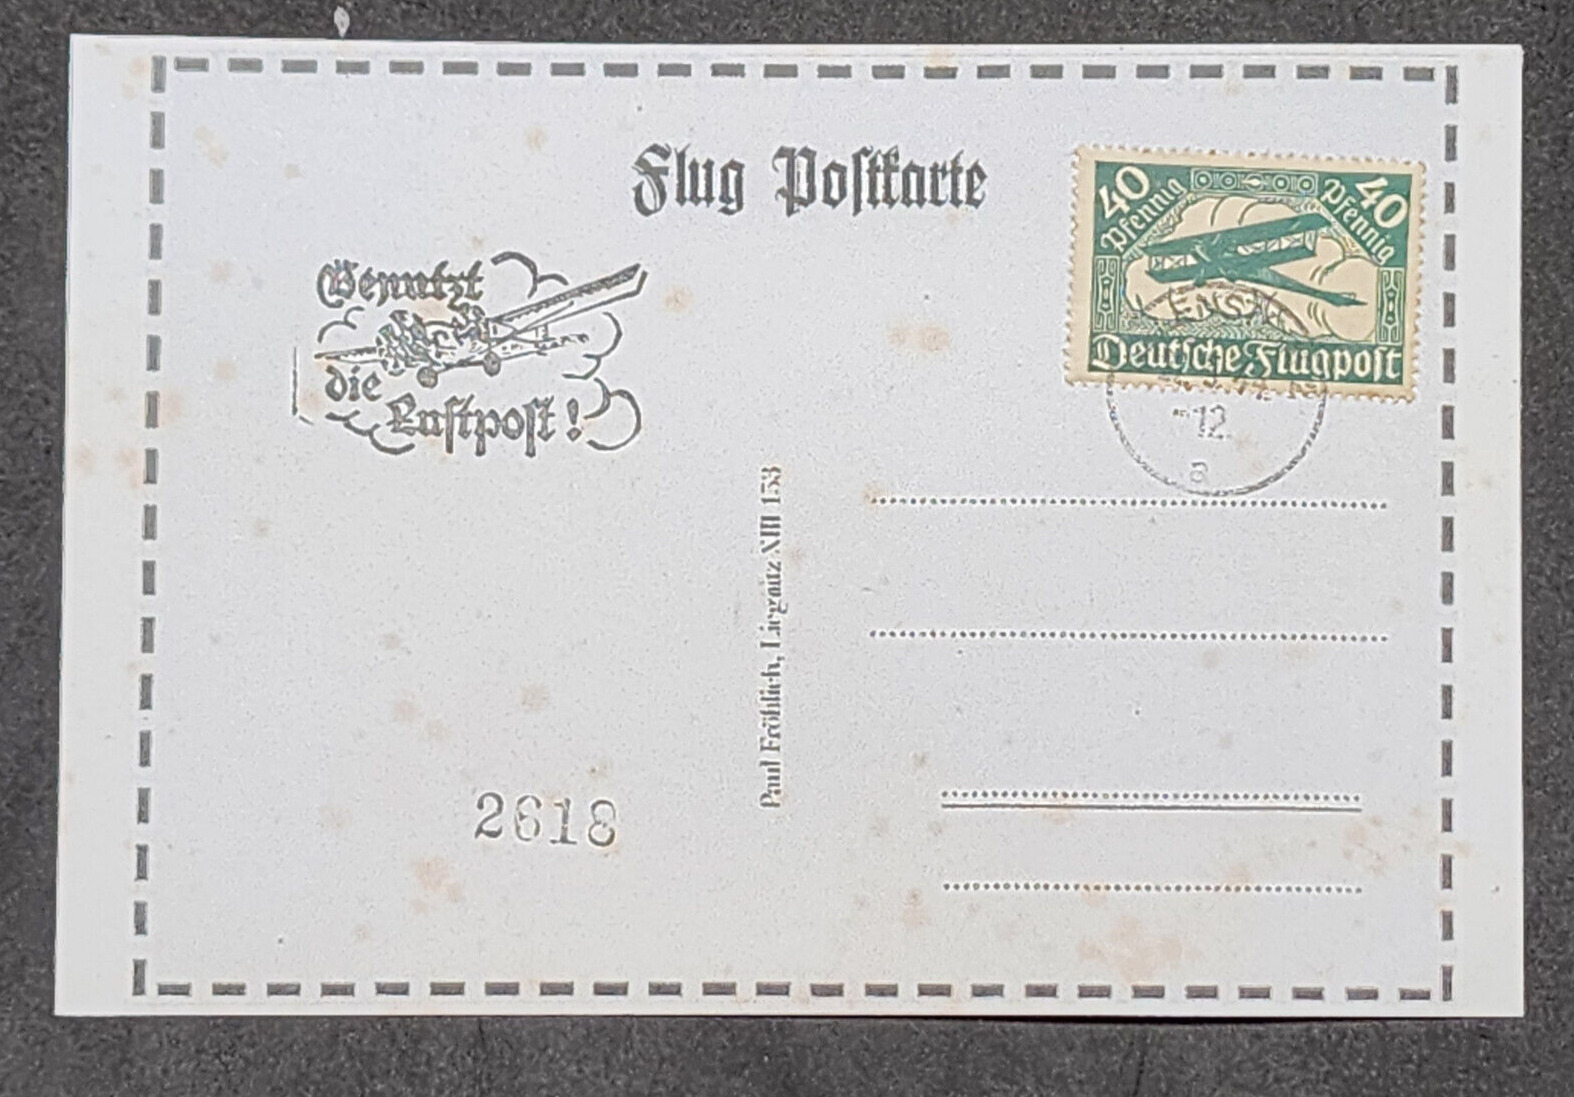 Flug Postkarte
40 Pfennig
40 Pfennig
Deutsche Flugpost
Benutzt
die
Luftpost!
12
a
Paul Fröhlich, Liegnitz XIII 153
2618